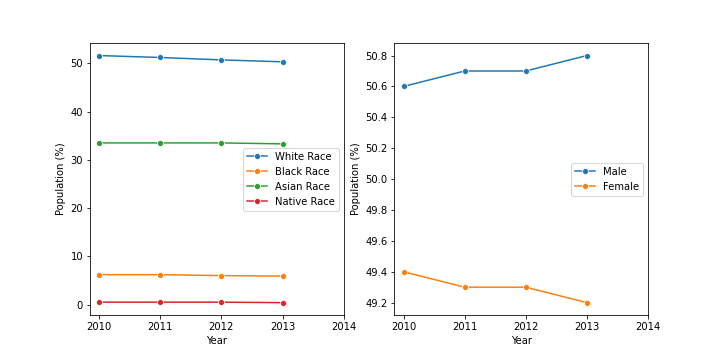 50
40
30
20
10
0
Population (%)
2010 2011 2012 2013 2014
Year
White Race
Black Race
Asian Race
Native Race
50.8
50.6
50.4
50.2
50.0
49.8
49.6
49.4
49.2
Population (%)
2010 2011 2012 2013 2014
Year
Male
Female